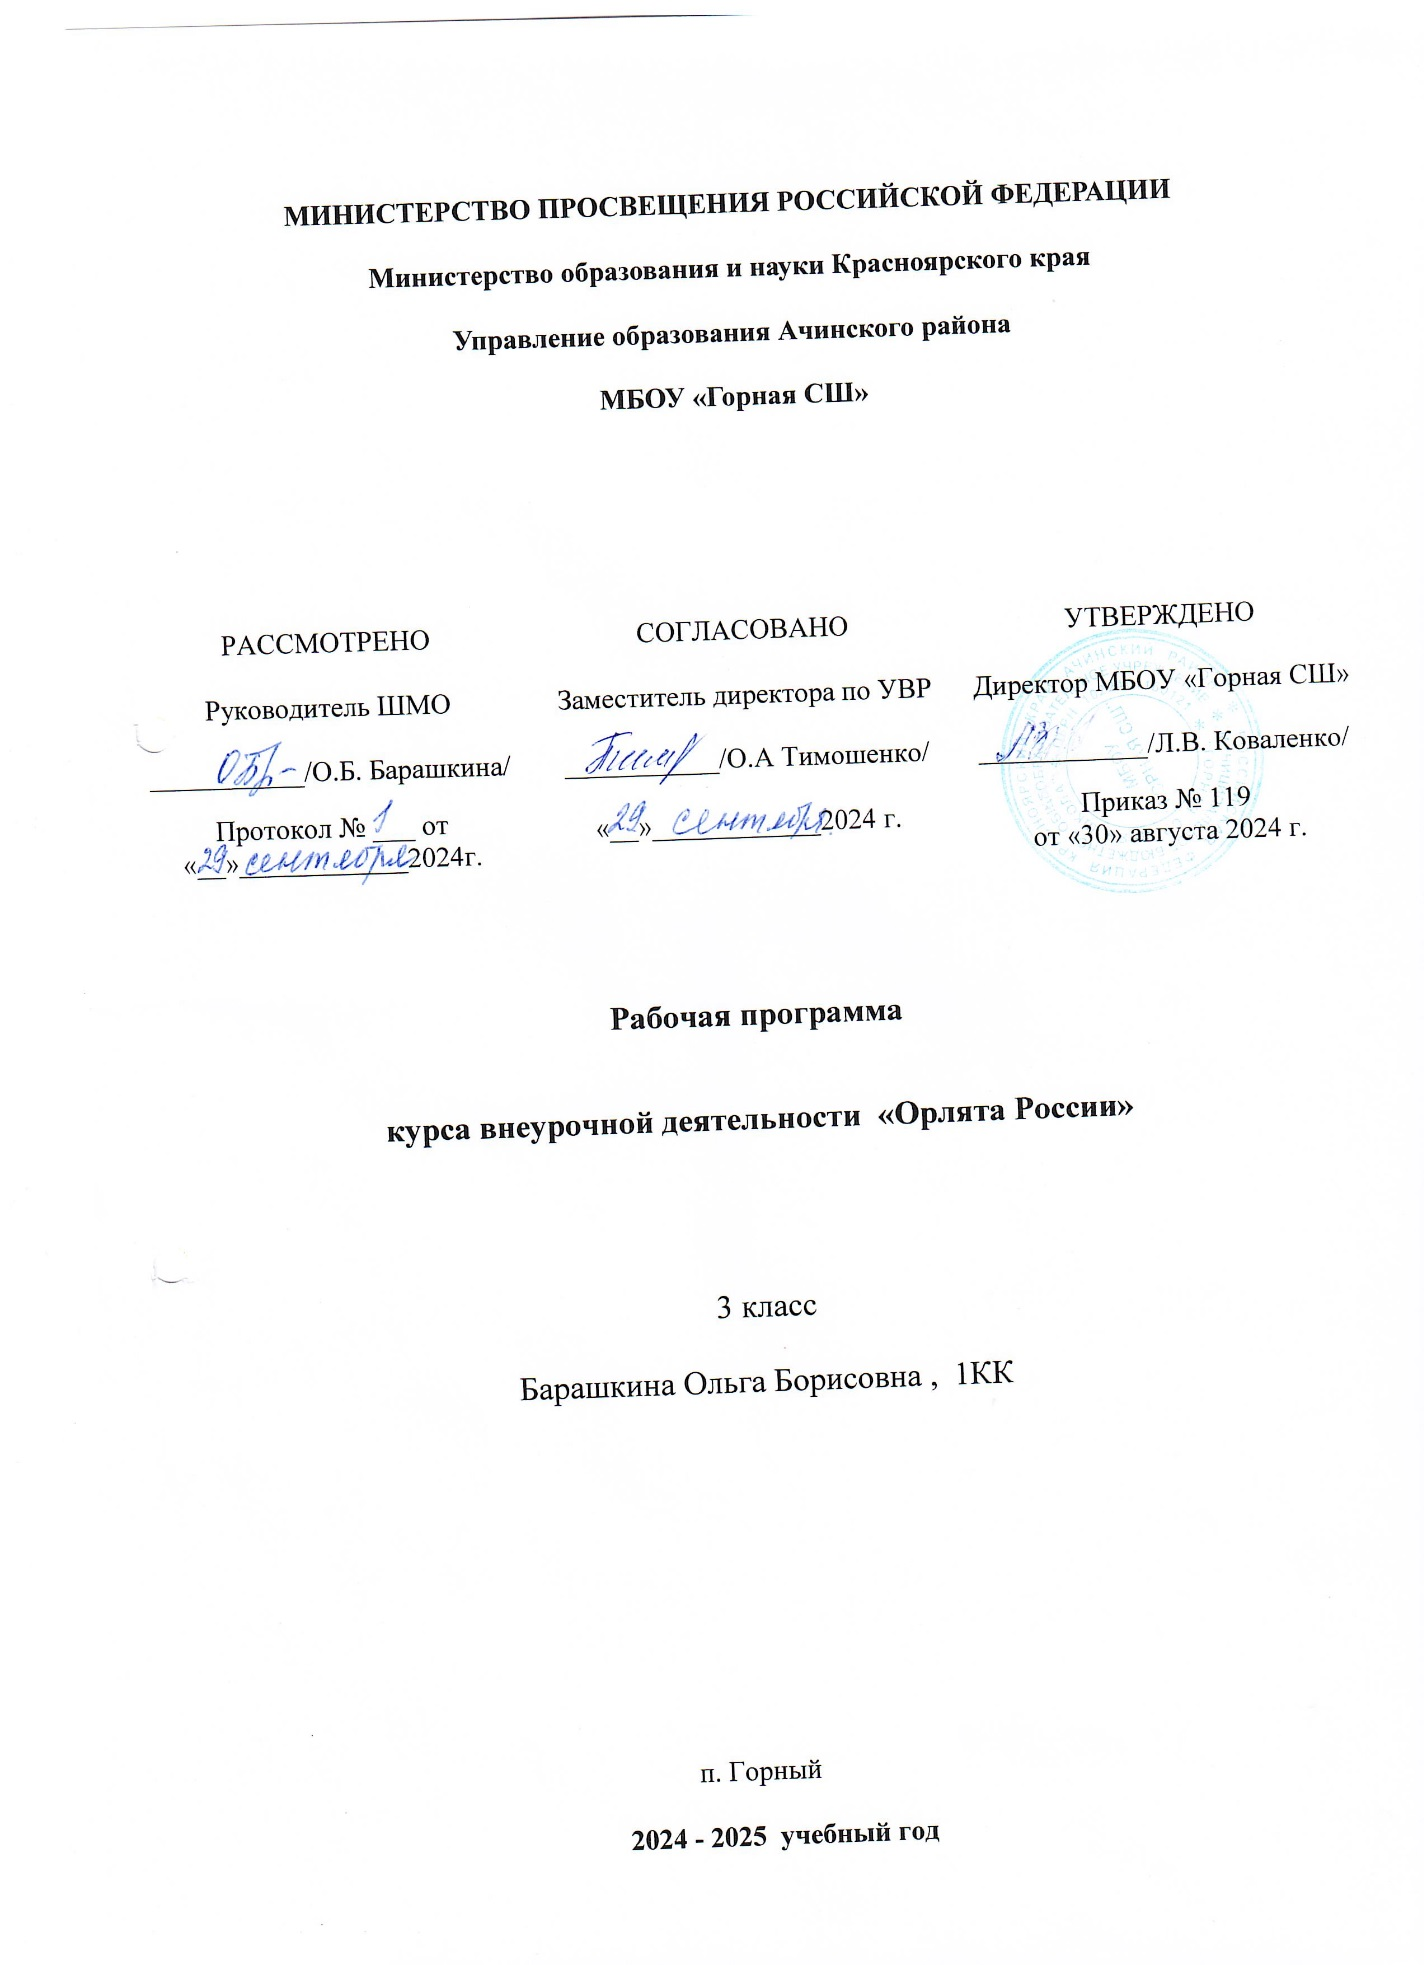 МИНИСТЕРСТВО ПРОСВЕЩЕНИЯ РОССИЙСКОЙ ФЕДЕРАЦИИ
Министерство образования и науки Красноярского края
Управление образования Ачинского района
МБОУ «Горная СШ»
РАССМОТРЕНО
Руководитель ШМО
/О.Б. Барашкина/
Протокол № 1 от
«29» сентября 2024г.
СОГЛАСОВАНО
Заместитель директора по УВР
/О.А Тимошенко/
«29» сентября 2024 г.
УТВЕРЖДЕНО
Директор МБОУ «Горная СШ»
/Л.В. Коваленко/
Приказ № 119
от «30» августа 2024 г.
Рабочая программа
курса внеурочной деятельности «Орлята России»
3 класс
Барашкина Ольга Борисовна , 1КК
п. Горный
2024 - 2025 учебный год